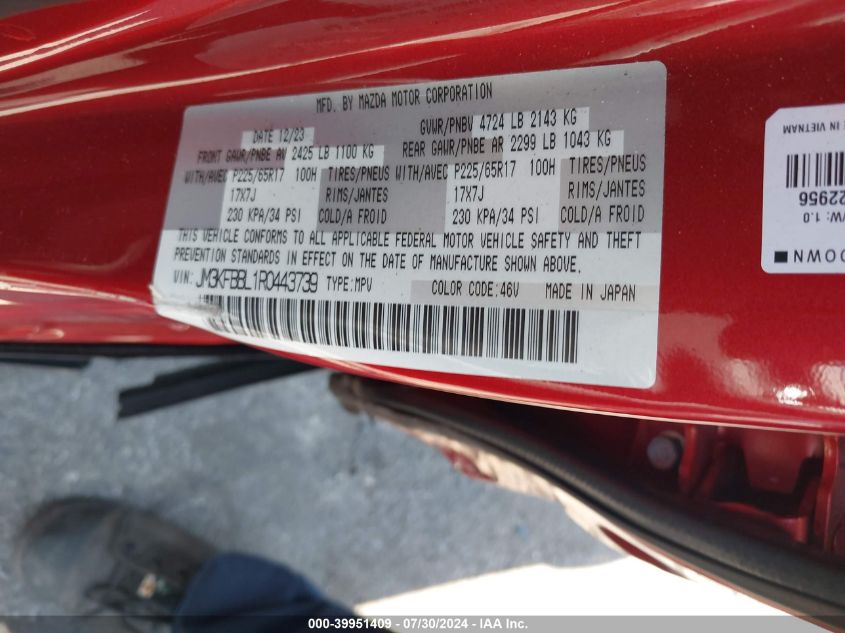 MFD. BY MAZDA MOTOR CORPORATION
DATE 12/23 GVWR/PNBV 4724 LB 2143 KG
FRONT GAWR/PNBE AV 2425 LB 1100 KG REAR GAWR/PNBE AR 2299 LB 1043 KG
WITH/AVEC P225/65R17 100H TIRES/PNEUS WITH/AVEC P225/65R17 100H TIRES/PNEUS
17X7J RIMS/JANTES 17X7J RIMS/JANTES
230 KPA/34 PSI COLD/A FROID 230 KPA/34 PSI COLD/A FROID
THIS VEHICLE CONFORMS TO ALL APPLICABLE FEDERAL MOTOR VEHICLE SAFETY AND THEFT
PREVENTION STANDARDS IN EFFECT ON THE DATE OF MANUFACTURE SHOWN ABOVE.
VIN: JM3KFBBL1R0443739 TYPE:MPV COLOR CODE:46V MADE IN JAPAN
E IN VIETNAM
22956
W: 1.0
DOWN
000-39951409 - 07/30/2024 - IAA Inc.